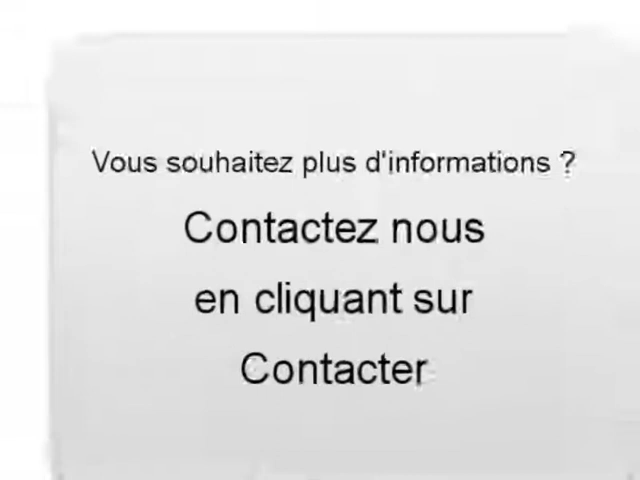 Vous souhaitez plus d'informations ?
Contactez nous
en cliquant sur
Contacter